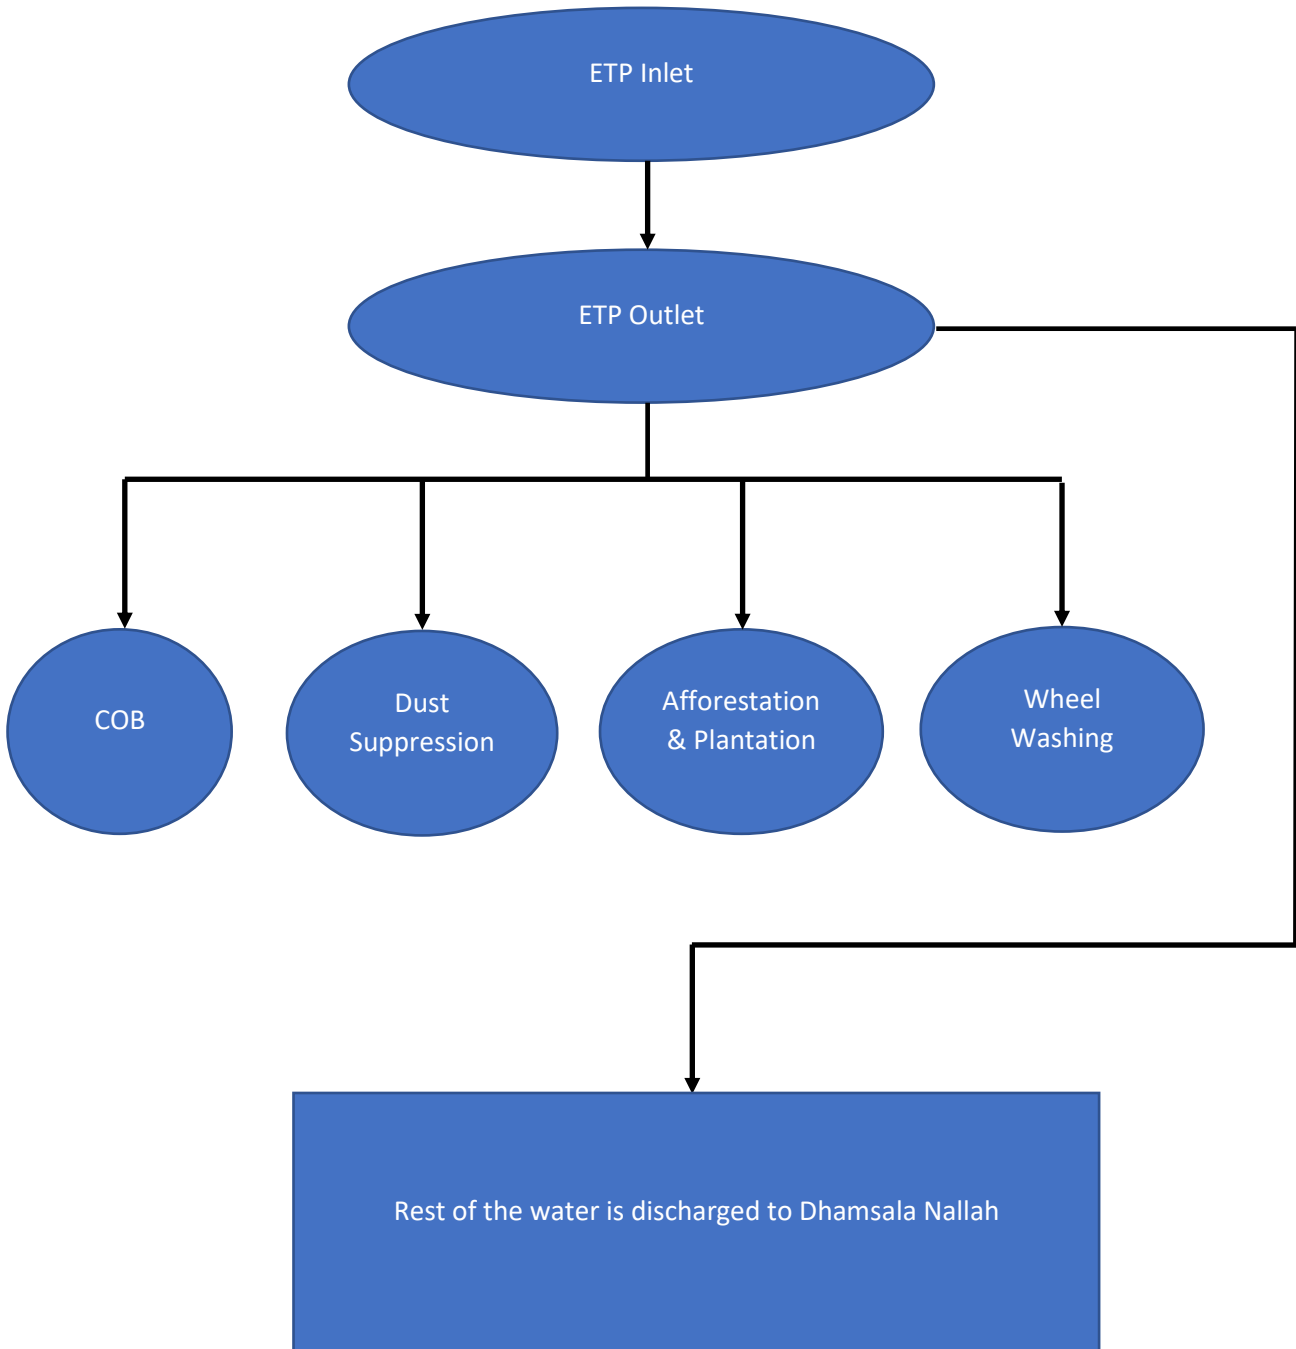 ETP Inlet
ETP Outlet
COB
Dust
Suppression
Afforestation
& Plantation
Wheel
Washing
Rest of the water is discharged to Dhamsala Nallah